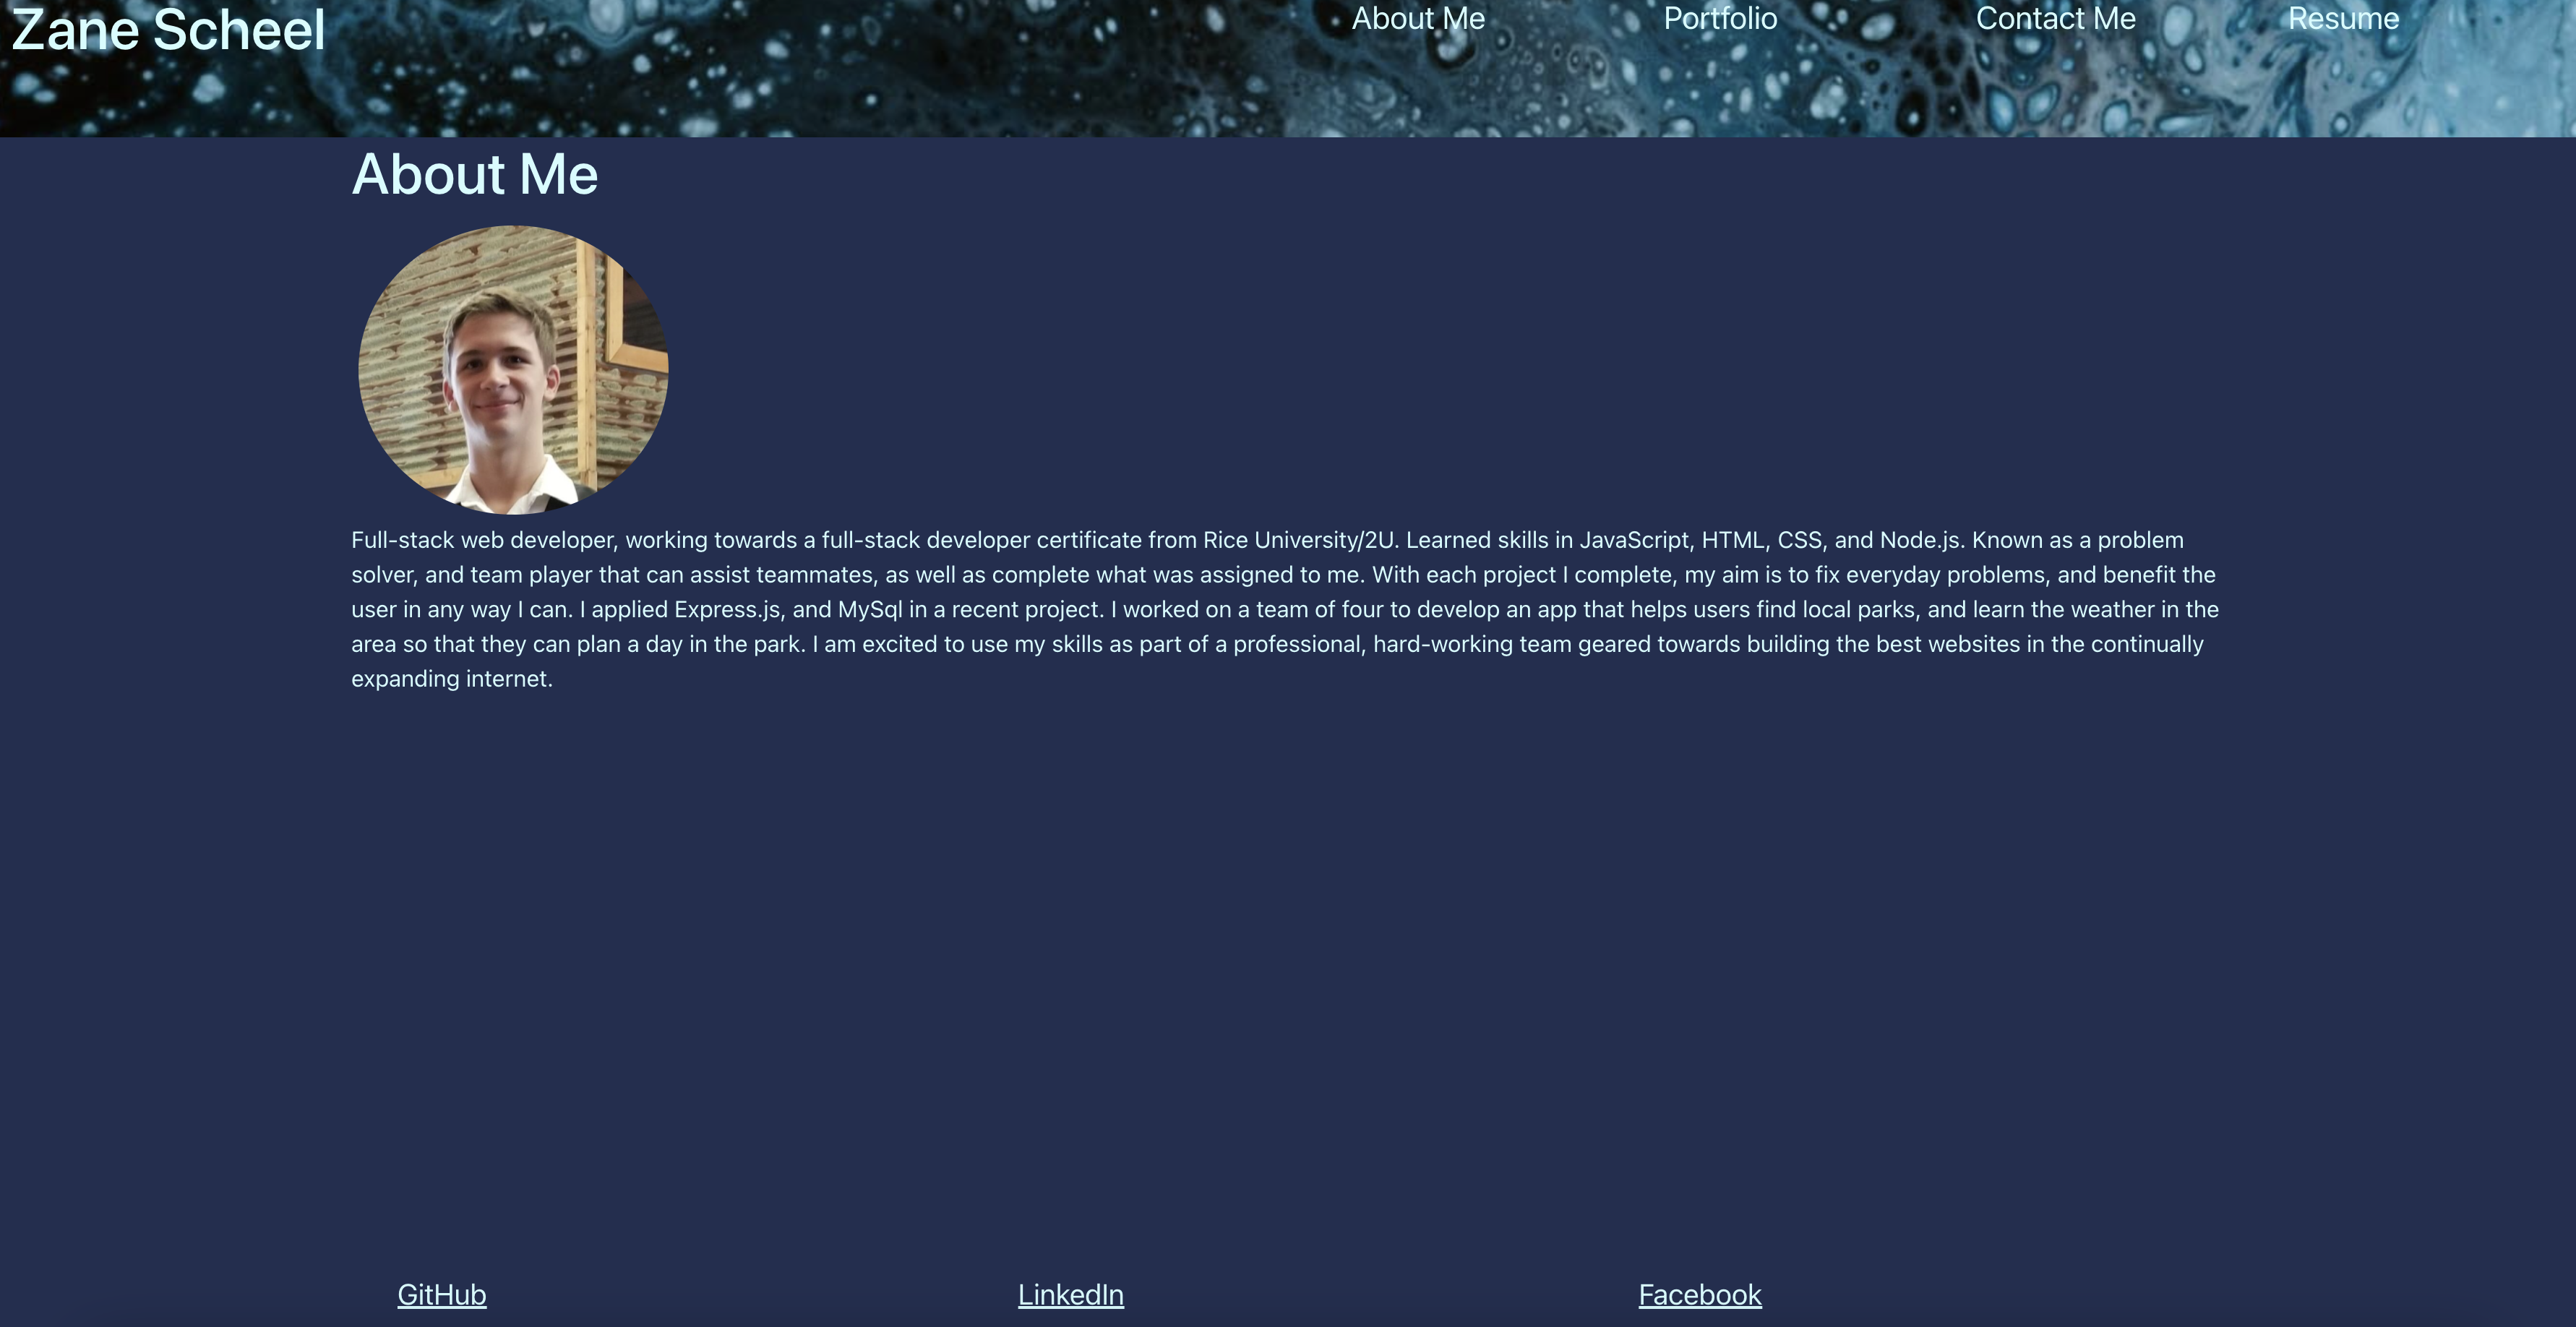 Zane Scheel
About Me
Portfolio
Contact Me
Resume
About Me
Full-stack web developer, working towards a full-stack developer certificate from Rice University/2U. Learned skills in JavaScript, HTML, CSS, and Node.js. Known as a problem
solver, and team player that can assist teammates, as well as complete what was assigned to me. With each project I complete, my aim is to fix everyday problems, and benefit the
user in any way I can. I applied Express.js, and MySql in a recent project. I worked on a team of four to develop an app that helps users find local parks, and learn the weather in the
area so that they can plan a day in the park. I am excited to use my skills as part of a professional, hard-working team geared towards building the best websites in the continually
expanding internet.
GitHub
LinkedIn
Facebook